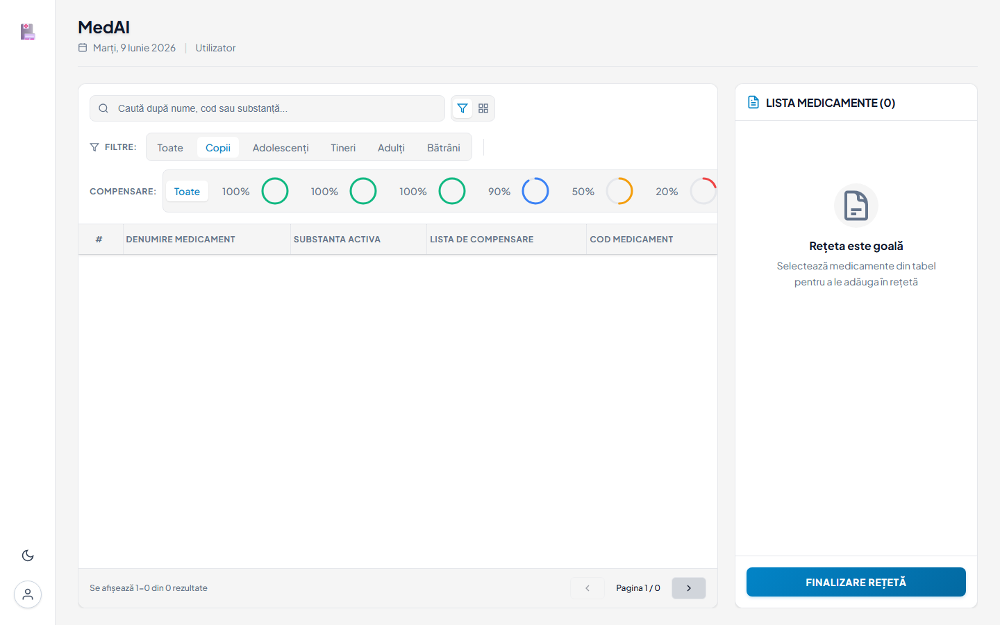 MedAI
Marți, 9 Iunie 2026 | Utilizator
Caută după nume, cod sau substanță...
FILTRE: Toate Copii Adolescenți Tineri Adulți Bătrâni
COMPENSARE: Toate 100% 100% 100% 90% 50% 20%
# DENUMIRE MEDICAMENT SUBSTANTA ACTIVA LISTA DE COMPENSARE COD MEDICAMENT
Se afișează 1–0 din 0 rezultate
Pagina 1 / 0
LISTA MEDICAMENTE (0)
Rețeta este goală
Selectează medicamente din tabel
pentru a le adăuga în rețetă
FINALIZARE REȚETĂ